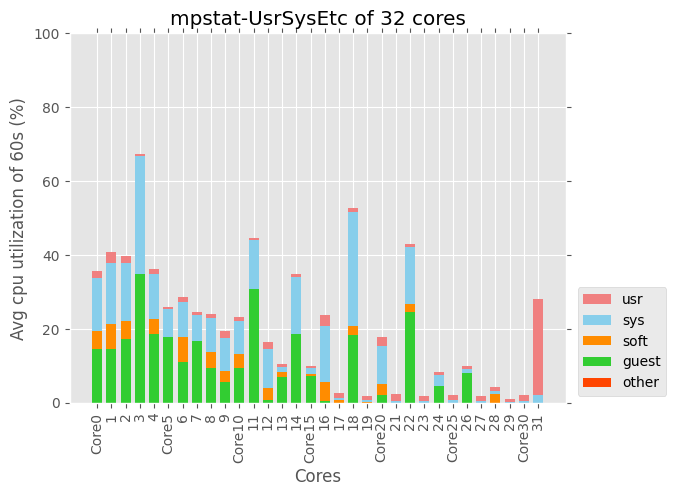 mpstat-UsrSysEtc of 32 cores
Avg cpu utilization of 60s (%)
100
80
60
40
20
0
usr
sys
soft
guest
other
Core0
1
2
3
4
Core5
6
7
8
9
Core10
11
12
13
14
Core15
16
17
18
19
Core20
21
22
23
24
Core25
26
27
28
29
Core30
31
Cores